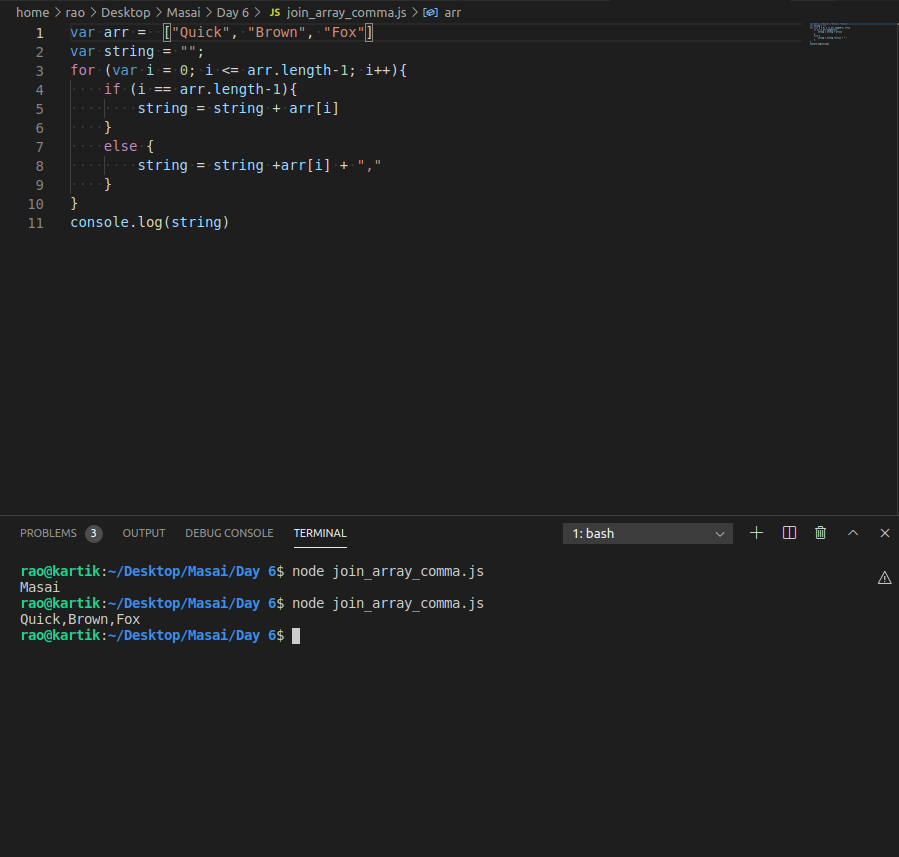 home > rao > Desktop > Masai > Day 6 > JS join_array_comma.js > arr
1 var arr =  ["Quick", "Brown", "Fox"]
2 var string = "";
3 for (var i = 0; i <= arr.length-1; i++){
4     if (i == arr.length-1){
5         string = string + arr[i]
6     }
7     else {
8         string = string +arr[i] + ","
9     }
10 }
11 console.log(string)
PROBLEMS 3 OUTPUT DEBUG CONSOLE TERMINAL 1: bash
rao@kartik:~/Desktop/Masai/Day 6$ node join_array_comma.js
Masai
rao@kartik:~/Desktop/Masai/Day 6$ node join_array_comma.js
Quick,Brown,Fox
rao@kartik:~/Desktop/Masai/Day 6$